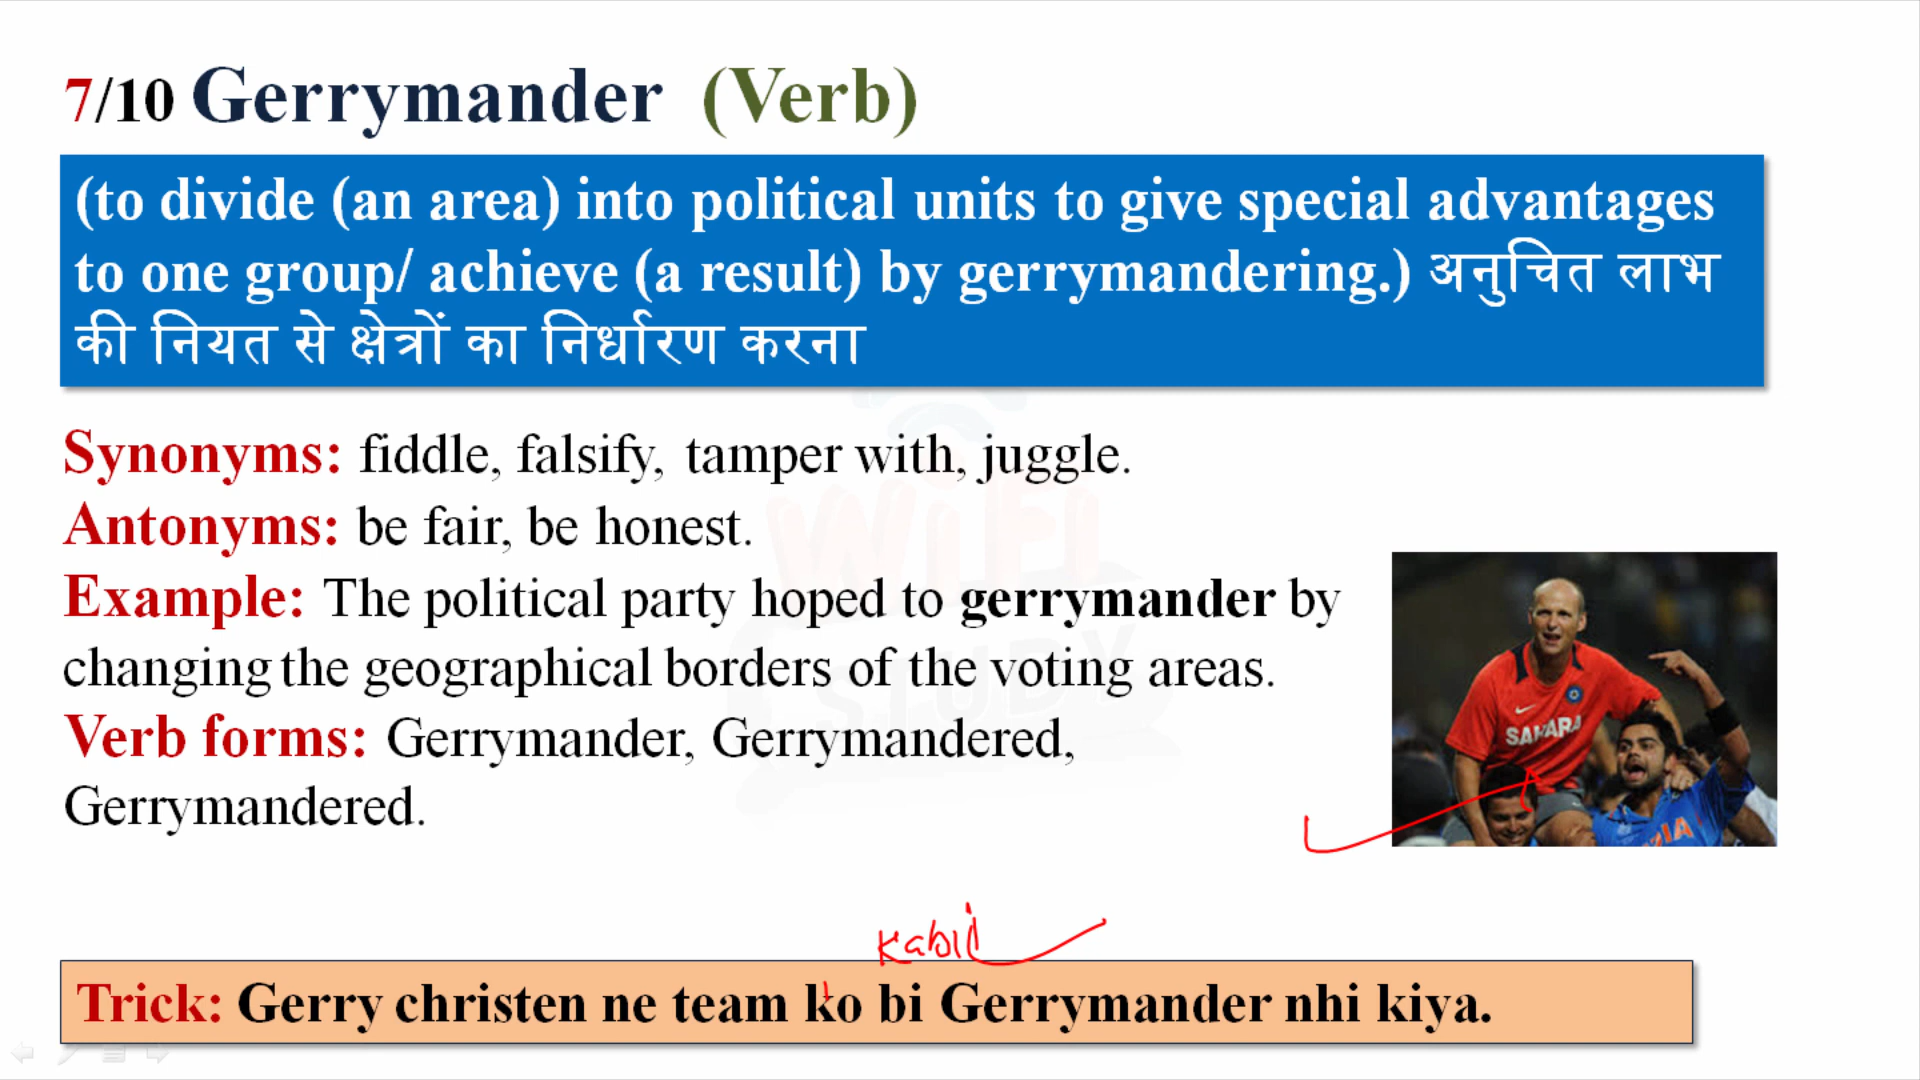 7/10 Gerrymander (Verb)
(to divide (an area) into political units to give special advantages
to one group/ achieve (a result) by gerrymandering.) अनुचित लाभ
की नियत से क्षेत्रों का निर्धारण करना
Synonyms: fiddle, falsify, tamper with, juggle.
Antonyms: be fair, be honest.
Example: The political party hoped to gerrymander by
changing the geographical borders of the voting areas.
Verb forms: Gerrymander, Gerrymandered,
Gerrymandered.
WiFi
STUDY
SAHARA
IA
Trick: Gerry christen ne team ko bi Gerrymander nhi kiya.